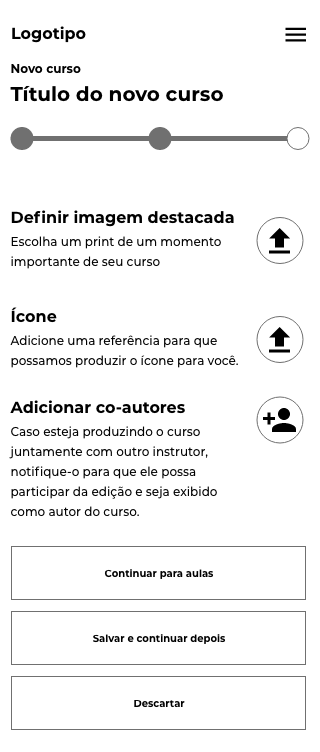 Logotipo
Novo curso
Título do novo curso
Definir imagem destacada
Escolha um print de um momento
importante de seu curso
Ícone
Adicione uma referência para que
possamos produzir o ícone para você.
Adicionar co-autores
Caso esteja produzindo o curso
juntamente com outro instrutor,
notifique-o para que ele possa
participar da edição e seja exibido
como autor do curso.
Continuar para aulas
Salvar e continuar depois
Descartar